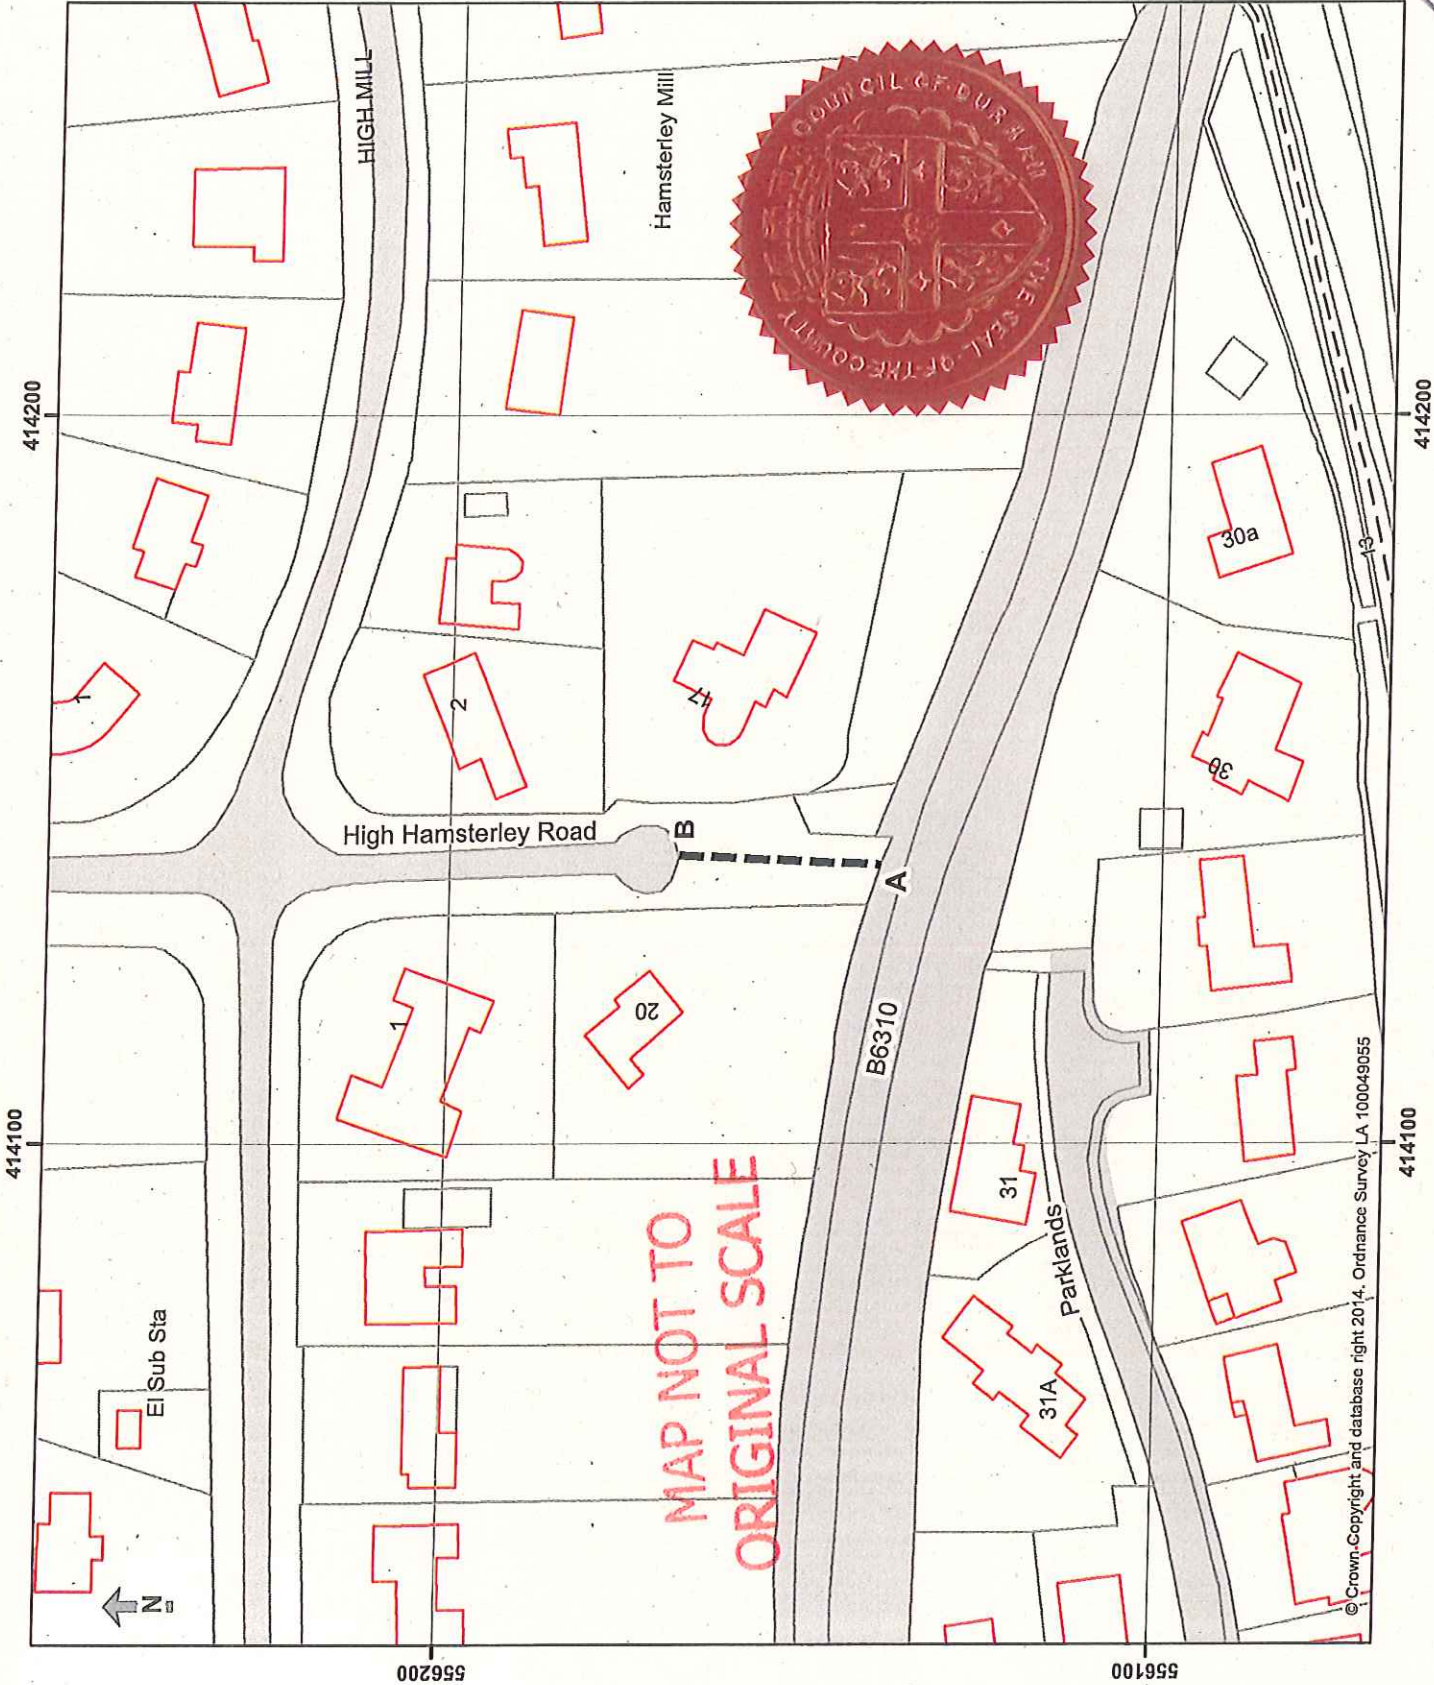 414200
HIGH MILL
Hamsterley Mill
1
2
17
High Hamsterley Road
B
A
COUNCIL OF DURHAM
THE SEAL OF THE COUNTY
30a
13
30
1
20
B6310
414100
El Sub Sta
N
MAP NOT TO
ORIGINAL SCALE
31
Parklands
31A
556200
556100
414200
414100
© Crown Copyright and database right 2014. Ordnance Survey LA 100049055